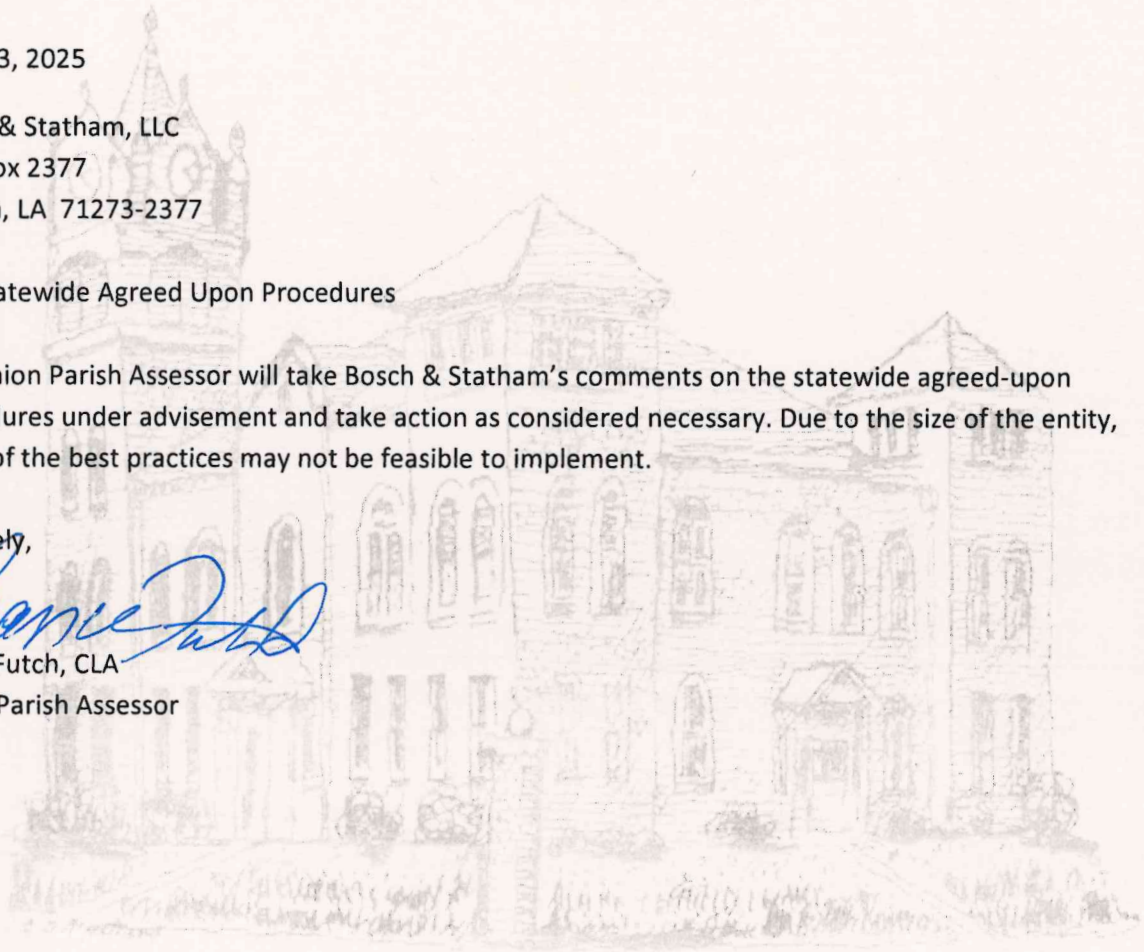 3, 2025
& Statham, LLC
ox 2377
, LA 71273-2377
atewide Agreed Upon Procedures
nion Parish Assessor will take Bosch & Statham's comments on the statewide agreed-upon
ures under advisement and take action as considered necessary. Due to the size of the entity,
of the best practices may not be feasible to implement.
ely,
Futch
Futch, CLA
Parish Assessor